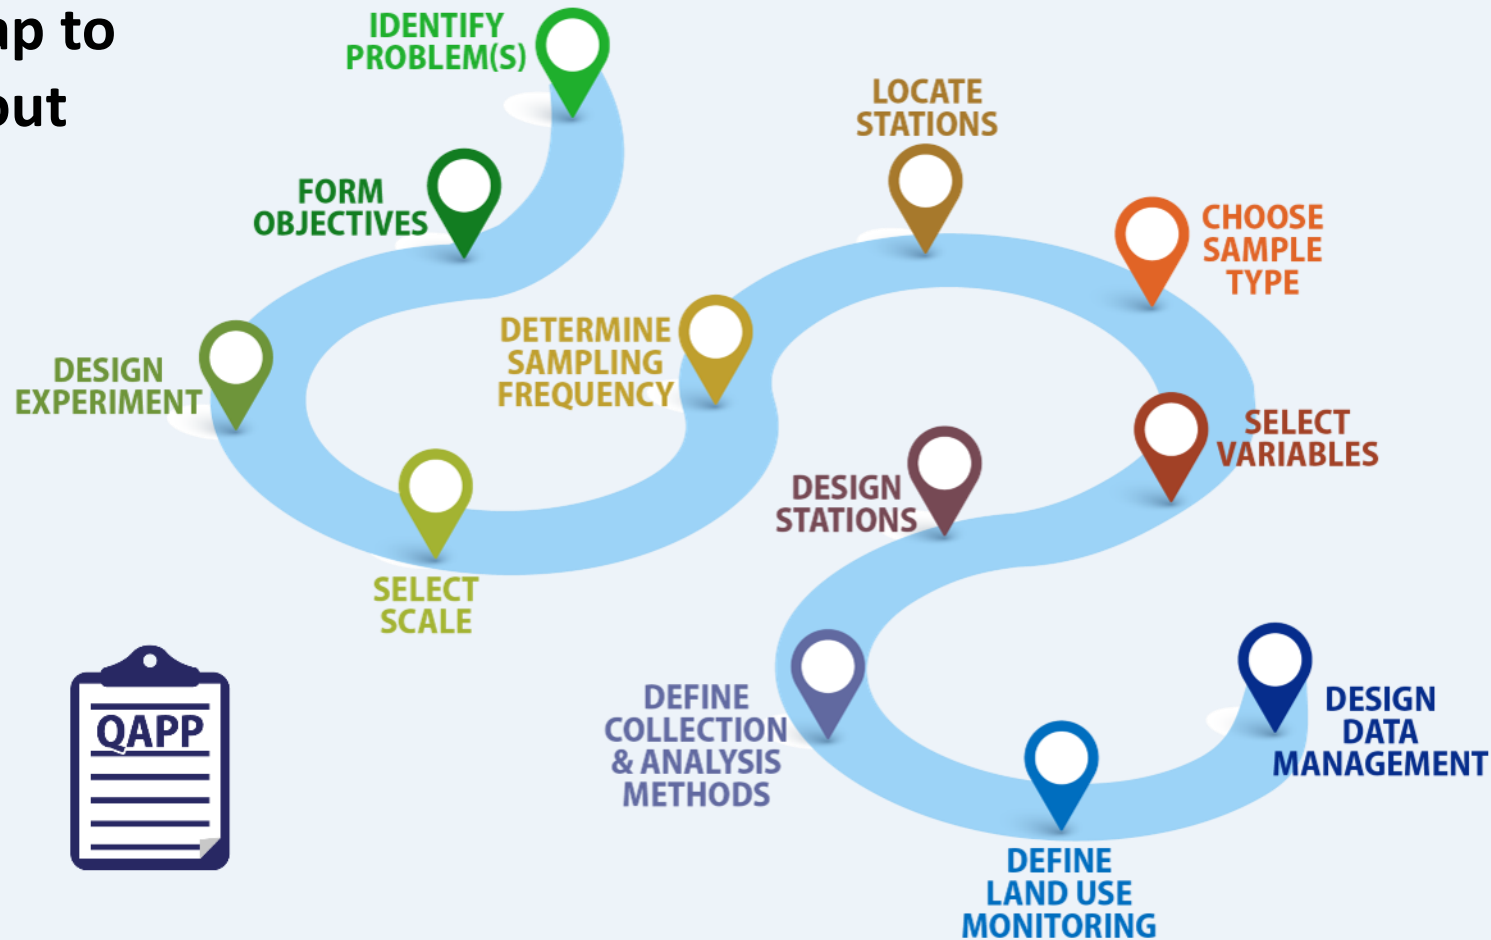 to
IDENTIFY
PROBLEM(S)
FORM
OBJECTIVES
DESIGN
EXPERIMENT
SELECT
SCALE
DETERMINE
SAMPLING
FREQUENCY
LOCATE
STATIONS
CHOOSE
SAMPLE
TYPE
SELECT
VARIABLES
DESIGN
STATIONS
DEFINE
COLLECTION
& ANALYSIS
METHODS
DEFINE
LAND USE
MONITORING
DESIGN
DATA
MANAGEMENT
QAPP